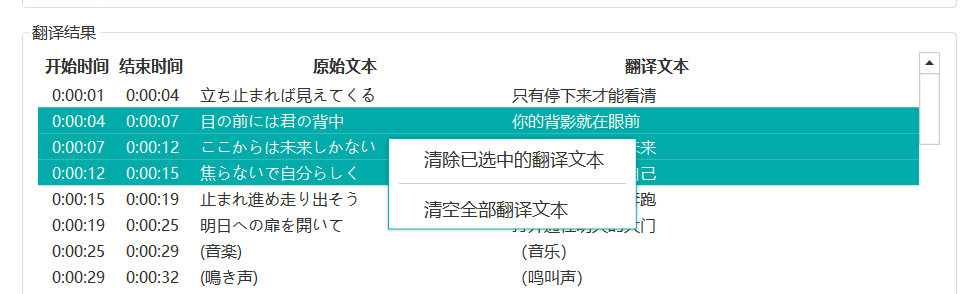 翻译结果
开始时间 结束时间 原始文本 翻译文本
0:00:01 0:00:04 立ち止まれば見えてくる 只有停下来才能看清
0:00:04 0:00:07 目の前には君の背中 你的背影就在眼前
0:00:07 0:00:12 ここからは未来しかない 来
0:00:12 0:00:15 焦らないで自分らしく 己
清除已选中的翻译文本
0:00:15 0:00:19 止まれ進め走り出そう 跑
清空全部翻译文本
0:00:19 0:00:25 明日への扉を開いて 大门
0:00:25 0:00:29 (音楽) （音乐）
0:00:29 0:00:32 (鳴き声) （鸣叫声）